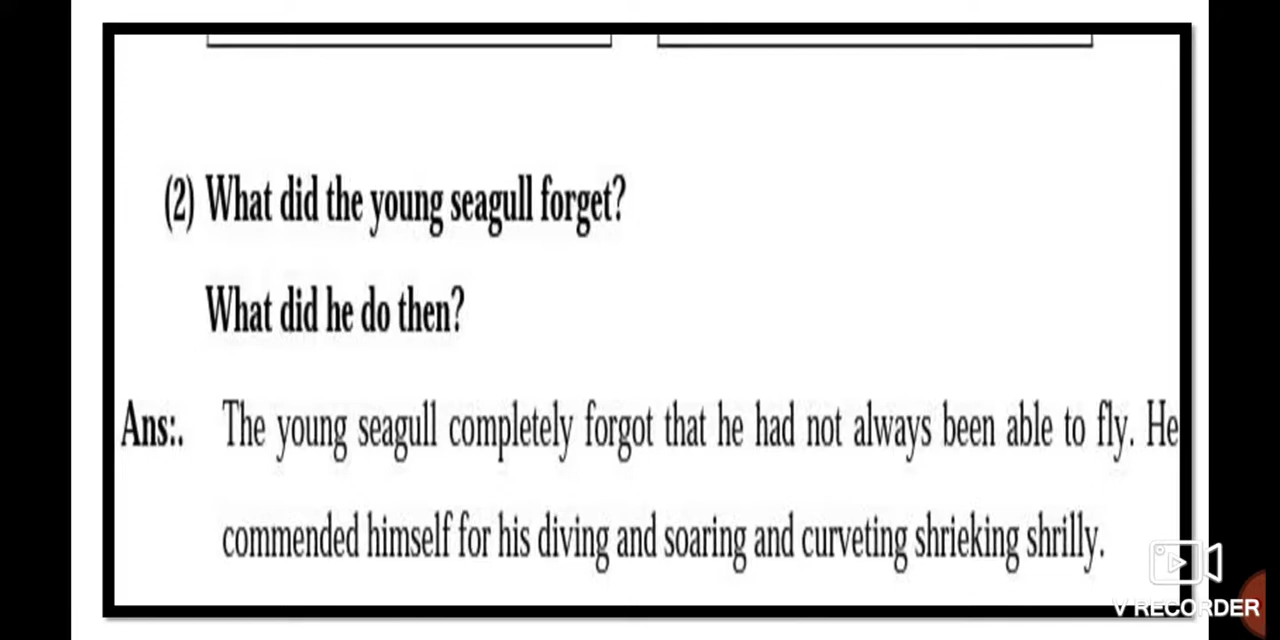 (2) What did the young seagull forget?
What did he do then?
Ans:. The young seagull completely forgot that he had not always been able to fly. He
commended himself for his diving and soaring and curveting shrieking shrilly.
V RECORDER